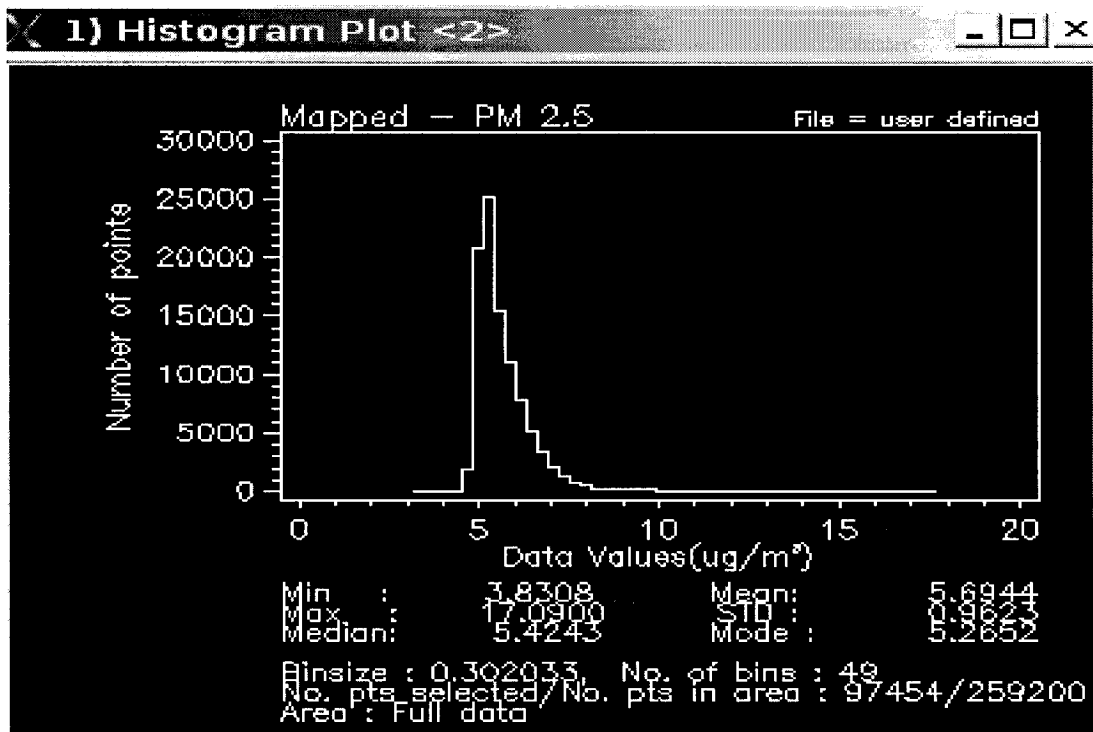 1) Histogram Plot <2>
Mapped – PM 2.5
File = user defined
30000
25000
20000
15000
10000
5000
0
Number of points
0 5 10 15 20
Data Values(ug/m³)
Min : 3.8308 Mean: 5.6944
Max. : 17.0900 STD : 0.9623
Median: 5.4243 Mode : 5.2652
Binsize : 0.302033, No. of bins : 49
No. pts selected/No. pts in area : 97454/259200
Area : Full data